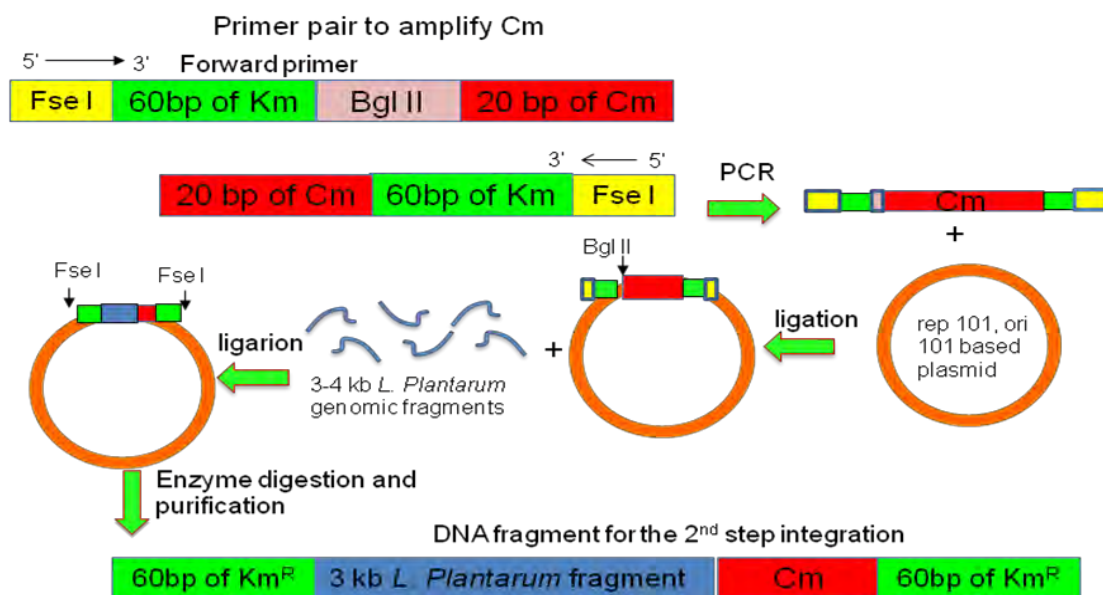 Primer pair to amplify Cm
5' 3' Forward primer
Fse I 60bp of Km Bgl II 20 bp of Cm
3' 5'
20 bp of Cm 60bp of Km Fse I
PCR
Cm
+
Bgl II
Fse I Fse I
ligarion
+
ligation
rep 101, ori
101 based
plasmid
3-4 kb L. Plantarum
genomic fragments
Enzyme digestion and
purification
DNA fragment for the 2nd step integration
60bp of KmR 3 kb L. Plantarum fragment Cm 60bp of KmR